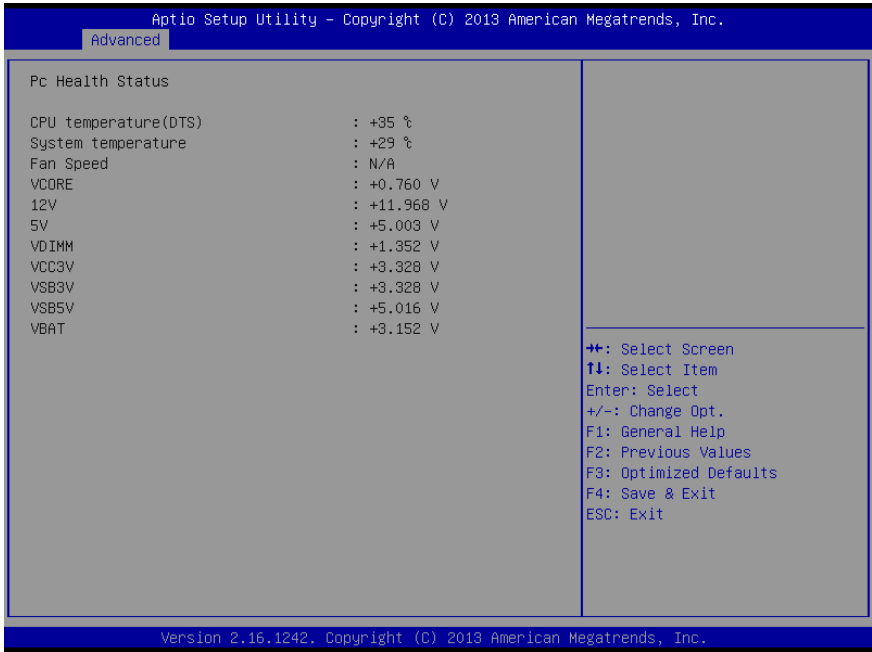 Aptio Setup Utility – Copyright (C) 2013 American Megatrends, Inc.
Advanced
Pc Health Status
CPU temperature(DTS) : +35 ℃
System temperature : +29 ℃
Fan Speed : N/A
VCORE : +0.760 V
12V : +11.968 V
5V : +5.003 V
VDIMM : +1.352 V
VCC3V : +3.328 V
VSB3V : +3.328 V
VSB5V : +5.016 V
VBAT : +3.152 V
→←: Select Screen
↑↓: Select Item
Enter: Select
+/-: Change Opt.
F1: General Help
F2: Previous Values
F3: Optimized Defaults
F4: Save & Exit
ESC: Exit
Version 2.16.1242. Copyright (C) 2013 American Megatrends, Inc.